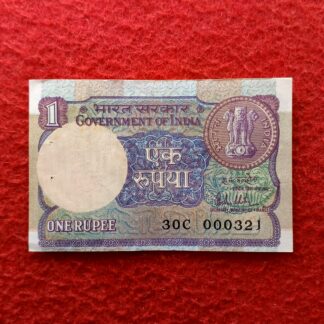 1
भारत सरकार
GOVERNMENT OF INDIA
एक
रुपया
ONE RUPEE
30C 000321